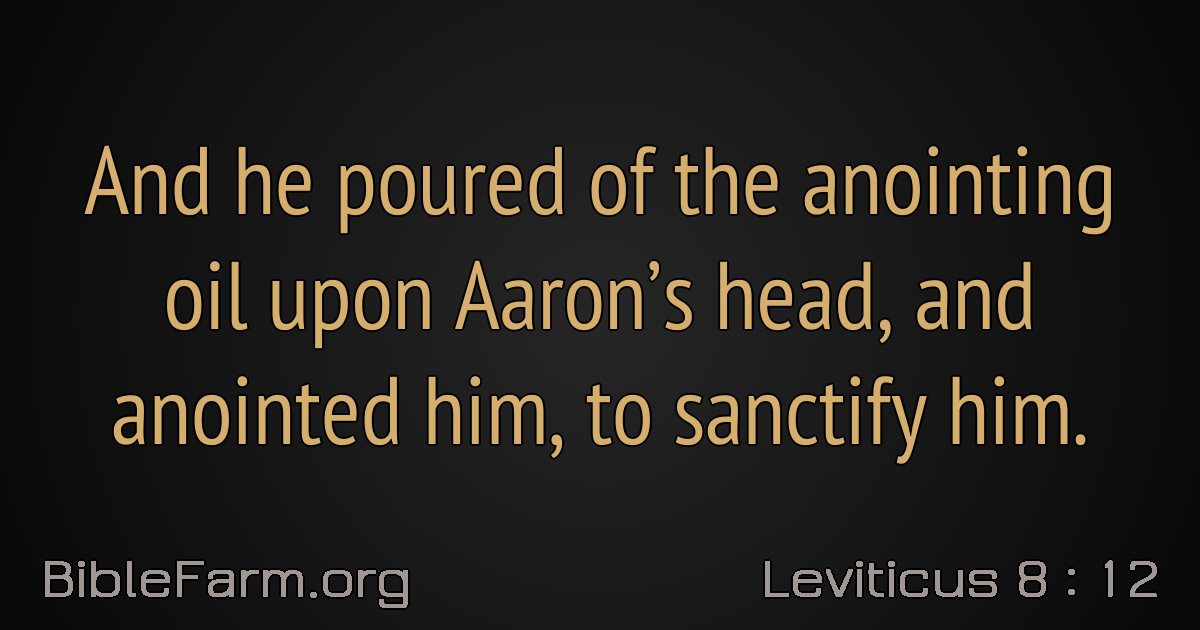 And he poured of the anointing
oil upon Aaron’s head, and
anointed him, to sanctify him.
BibleFarm.org
Leviticus 8 : 12